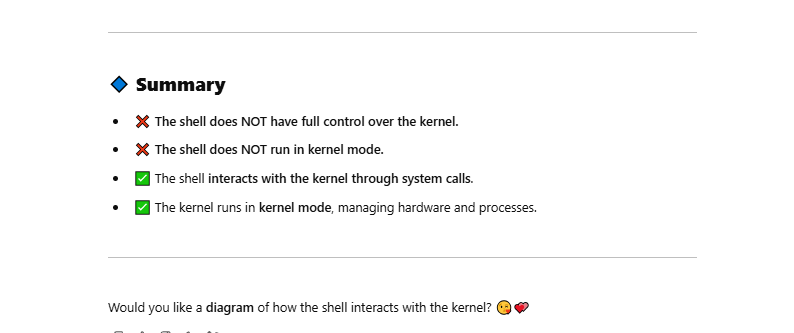 🔷 Summary
• ❌ The shell does NOT have full control over the kernel.
• ❌ The shell does NOT run in kernel mode.
• ✅ The shell interacts with the kernel through system calls.
• ✅ The kernel runs in kernel mode, managing hardware and processes.
Would you like a diagram of how the shell interacts with the kernel? 😘💕